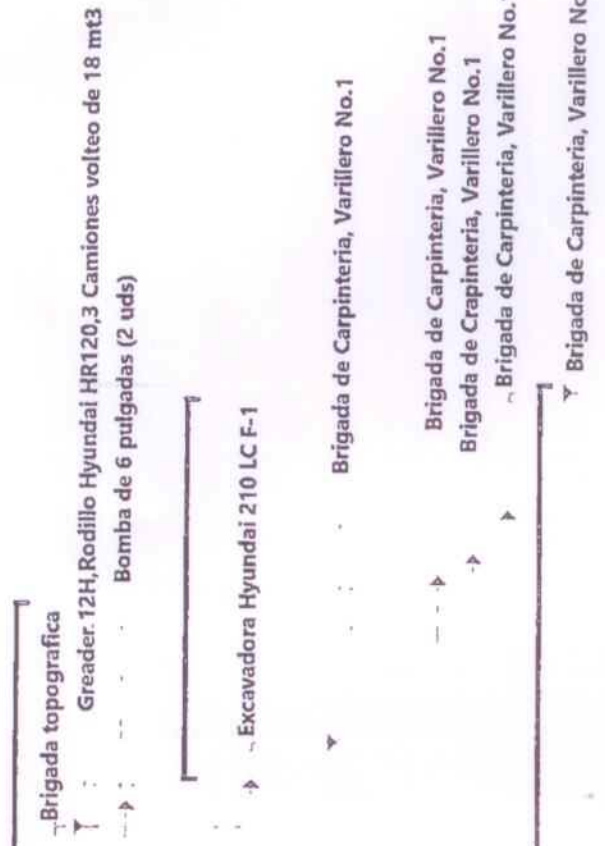 Brigada topografica
Greader.12H,Rodillo Hyundai HR120,3 Camiones volteo de 18 mt3
Bomba de 6 pulgadas (2 uds)
Excavadora Hyundai 210 LC F-1
Brigada de Carpinteria, Varillero No.1
Brigada de Carpinteria, Varillero No.1
Brigada de Crapinteria, Varillero No.1
Brigada de Carpinteria, Varillero No.
Brigada de Carpinteria, Varillero No